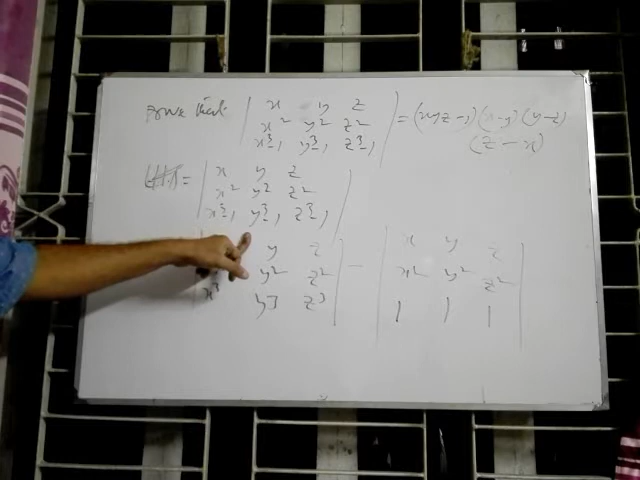 Prove that | x y z
x² y² z² | = (xyz-1)(x-y)(y-z)
x³-1 y³-1 z³-1 | (z-x)
= | x y z
x² y² z²
x³-1 y³-1 z³-1 |
y z | - | x y z
y² z² | x² y² z²
x³ y³ z³ | 1 1 1 |